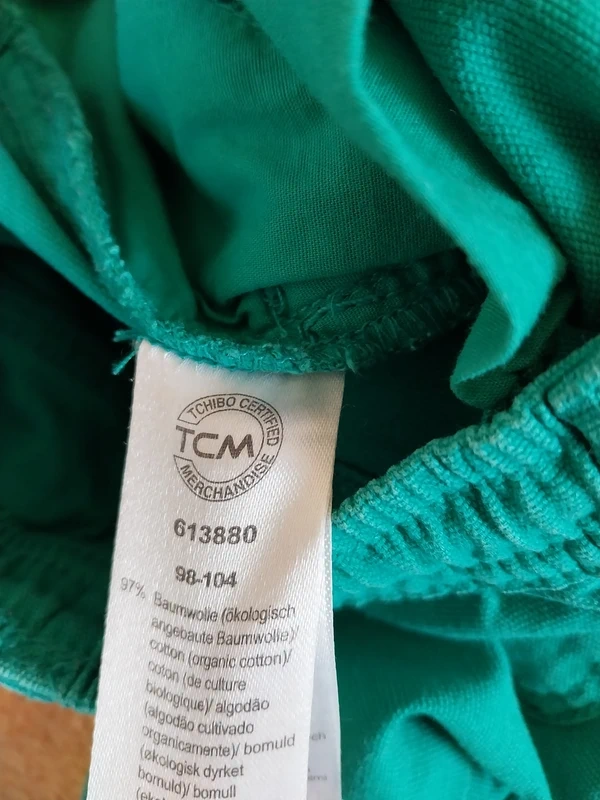 TCHIBO CERTIFIED
TCM
MERCHANDISE
613880
98-104
97% Baumwolle (ökologisch
angebaute Baumwolle)/
cotton (organic cotton)/
coton (de culture
biologique)/ algodão
(algodão cultivado
organicamente)/ bomuld
(økologisk dyrket
bomuld)/ bomull